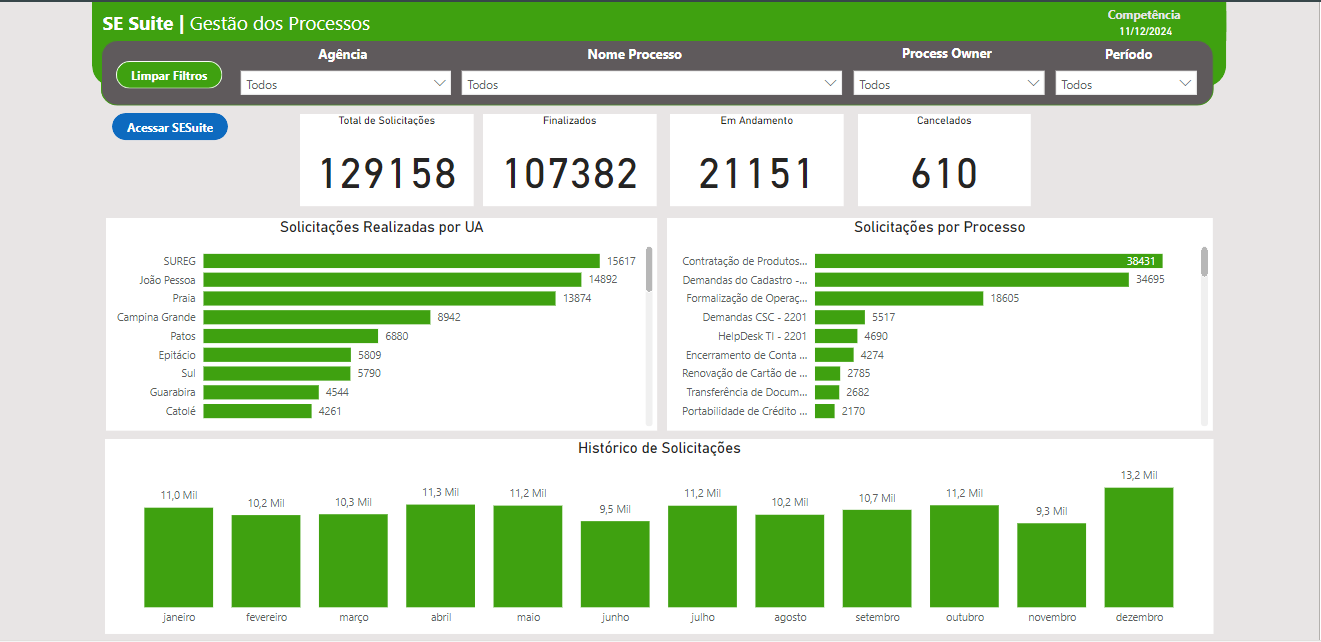 SE Suite | Gestão dos Processos
Competência
11/12/2024
Agência
Nome Processo
Process Owner
Período
Limpar Filtros
Todos
Todos
Todos
Todos
Acessar SESuite
Total de Solicitações
129158
Finalizados
107382
Em Andamento
21151
Cancelados
610
Solicitações Realizadas por UA
SUREG 15617
João Pessoa 14892
Praia 13874
Campina Grande 8942
Patos 6880
Epitácio 5809
Sul 5790
Guarabira 4544
Catolé 4261
Solicitações por Processo
Contratação de Produtos... 38431
Demandas do Cadastro -... 34695
Formalização de Operaç... 18605
Demandas CSC - 2201 5517
HelpDesk TI - 2201 4690
Encerramento de Conta ... 4274
Renovação de Cartão de ... 2785
Transferência de Docum... 2682
Portabilidade de Crédito ... 2170
Histórico de Solicitações
11,0 Mil 10,2 Mil 10,3 Mil 11,3 Mil 11,2 Mil 9,5 Mil 11,2 Mil 10,2 Mil 10,7 Mil 11,2 Mil 9,3 Mil 13,2 Mil
janeiro fevereiro março abril maio junho julho agosto setembro outubro novembro dezembro